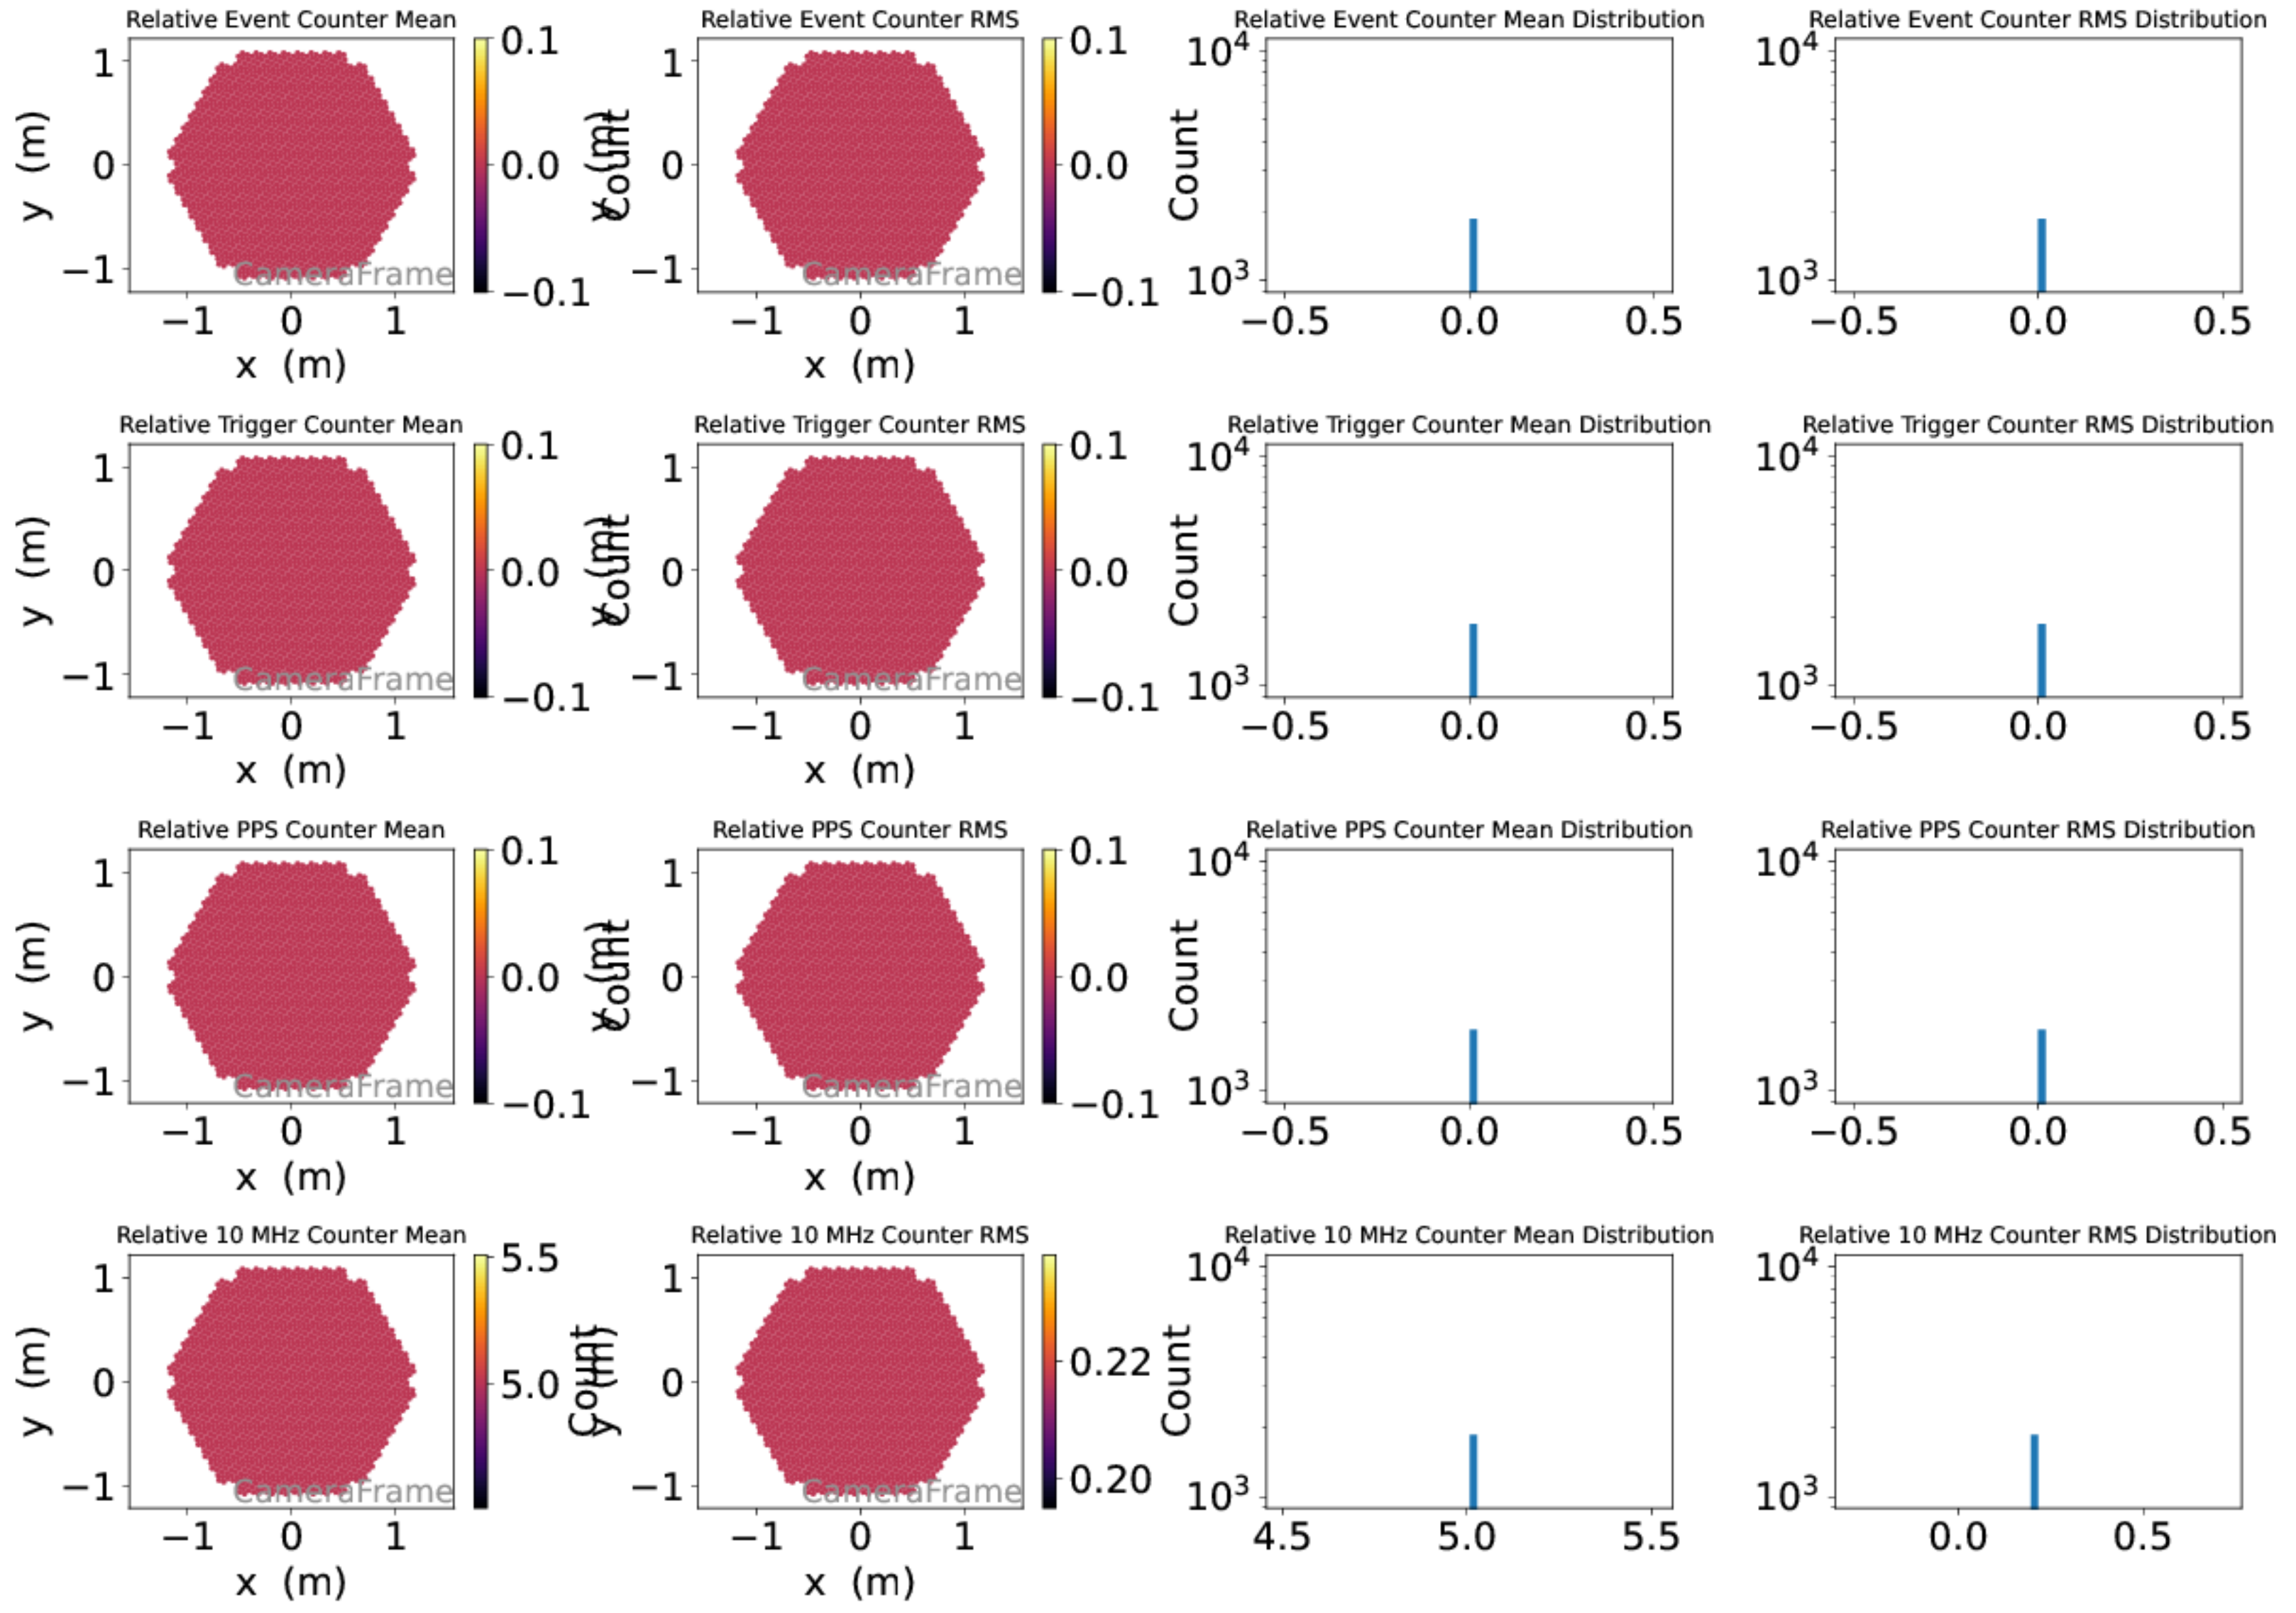 Relative Event Counter Mean
Relative Event Counter RMS
Relative Event Counter Mean Distribution
Relative Event Counter RMS Distribution
y (m)
1
0
−1
CameraFrame
−1 0 1
x (m)
0.1
0.0
−0.1
Count
y (m)
1
0
−1
CameraFrame
−1 0 1
x (m)
0.1
0.0
−0.1
Count
10⁴
10³
−0.5 0.0 0.5
10⁴
10³
−0.5 0.0 0.5
Relative Trigger Counter Mean
Relative Trigger Counter RMS
Relative Trigger Counter Mean Distribution
Relative Trigger Counter RMS Distribution
y (m)
1
0
−1
CameraFrame
−1 0 1
x (m)
0.1
0.0
−0.1
Count
y (m)
1
0
−1
CameraFrame
−1 0 1
x (m)
0.1
0.0
−0.1
Count
10⁴
10³
−0.5 0.0 0.5
10⁴
10³
−0.5 0.0 0.5
Relative PPS Counter Mean
Relative PPS Counter RMS
Relative PPS Counter Mean Distribution
Relative PPS Counter RMS Distribution
y (m)
1
0
−1
CameraFrame
−1 0 1
x (m)
0.1
0.0
−0.1
Count
y (m)
1
0
−1
CameraFrame
−1 0 1
x (m)
0.1
0.0
−0.1
Count
10⁴
10³
−0.5 0.0 0.5
10⁴
10³
−0.5 0.0 0.5
Relative 10 MHz Counter Mean
Relative 10 MHz Counter RMS
Relative 10 MHz Counter Mean Distribution
Relative 10 MHz Counter RMS Distribution
y (m)
1
0
−1
CameraFrame
−1 0 1
x (m)
5.5
5.0
Count
y (m)
1
0
−1
CameraFrame
−1 0 1
x (m)
0.22
0.20
Count
10⁴
10³
4.5 5.0 5.5
10⁴
10³
0.0 0.5